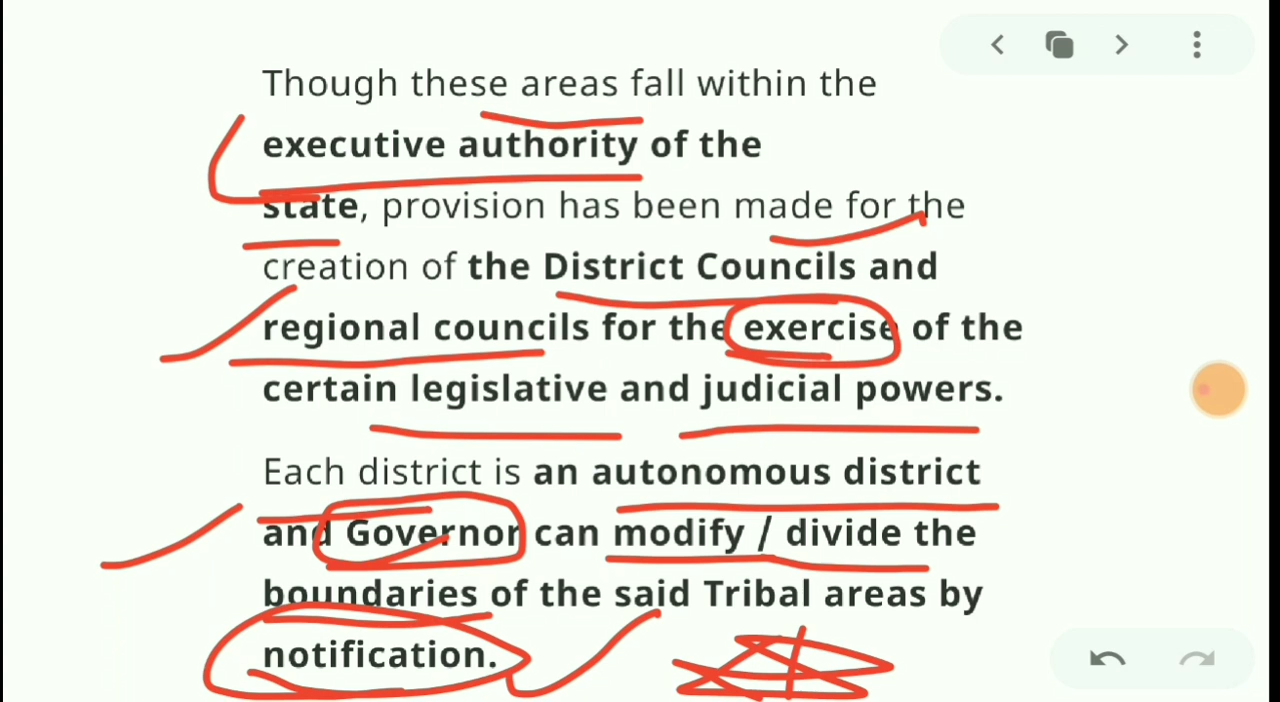 Though these areas fall within the
executive authority of the
state, provision has been made for the
creation of the District Councils and
regional councils for the exercise of the
certain legislative and judicial powers.
Each district is an autonomous district
and Governor can modify / divide the
boundaries of the said Tribal areas by
notification.